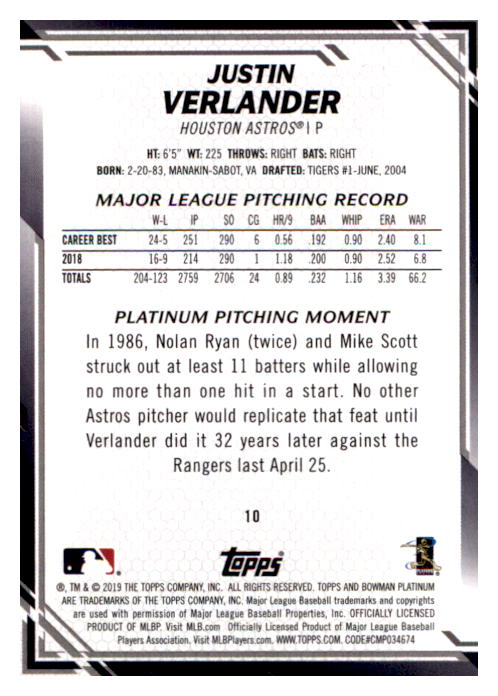 JUSTIN
VERLANDER
HOUSTON ASTROS® | P
HT: 6'5" WT: 225 THROWS: RIGHT BATS: RIGHT
BORN: 2-20-83, MANAKIN-SABOT, VA DRAFTED: TIGERS #1-JUNE, 2004
MAJOR LEAGUE PITCHING RECORD
W-L IP SO CG HR/9 BAA WHIP ERA WAR
CAREER BEST 24-5 251 290 6 0.56 .192 0.90 2.40 8.1
2018 16-9 214 290 1 1.18 .200 0.90 2.52 6.8
TOTALS 204-123 2759 2706 24 0.89 .232 1.16 3.39 66.2
PLATINUM PITCHING MOMENT
In 1986, Nolan Ryan (twice) and Mike Scott
struck out at least 11 batters while allowing
no more than one hit in a start. No other
Astros pitcher would replicate that feat until
Verlander did it 32 years later against the
Rangers last April 25.
10
Topps
®, TM & © 2019 THE TOPPS COMPANY, INC. ALL RIGHTS RESERVED. TOPPS AND BOWMAN PLATINUM
ARE TRADEMARKS OF THE TOPPS COMPANY, INC. Major League Baseball trademarks and copyrights
are used with permission of Major League Baseball Properties, Inc. OFFICIALLY LICENSED
PRODUCT OF MLBP. Visit MLB.com Officially Licensed Product of Major League Baseball
Players Association. Visit MLBPlayers.com. WWW.TOPPS.COM. CODE#CMP034674